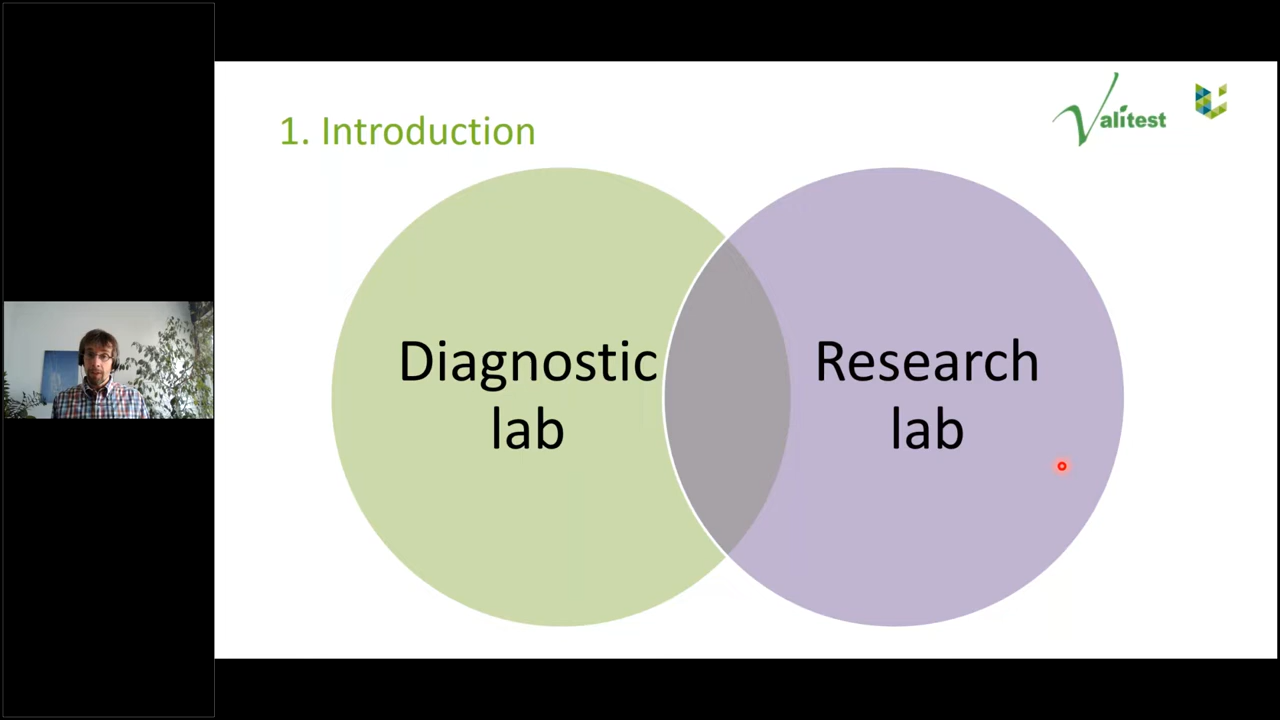 1. Introduction
Valitest
Diagnostic
lab
Research
lab